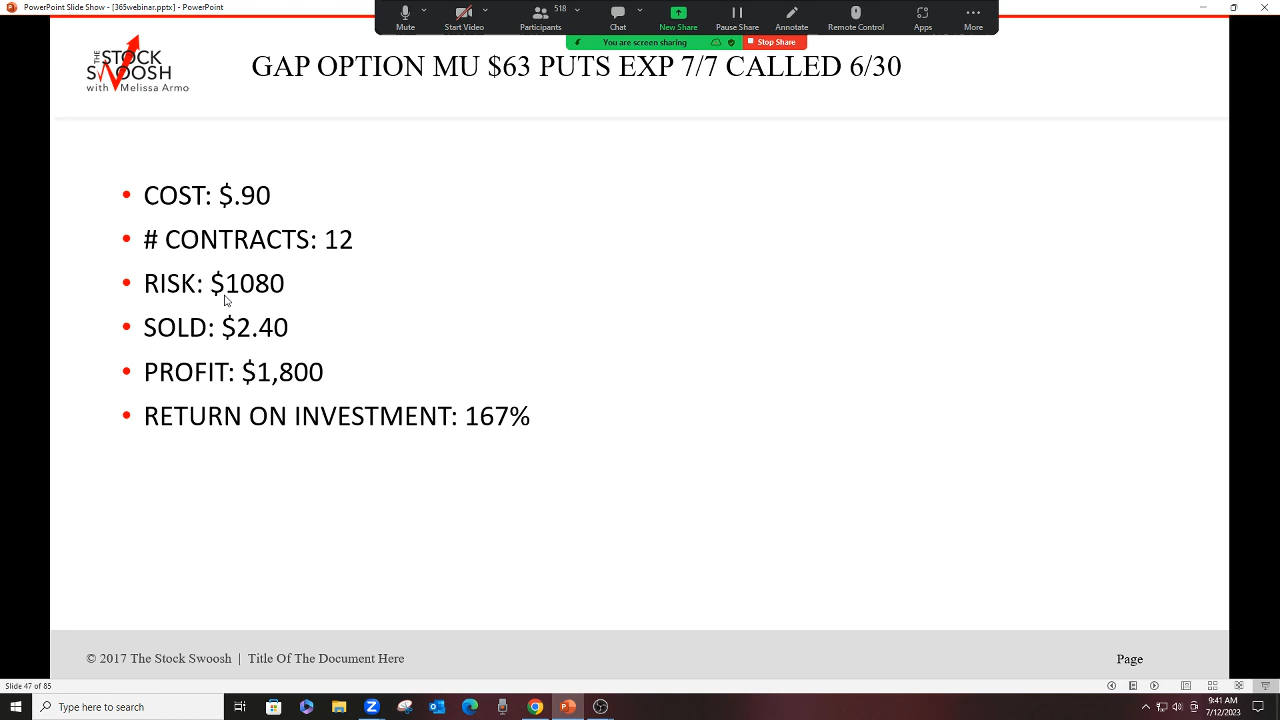 PowerPoint Slide Show - [365webinar.pptx] - PowerPoint
518
Mute
Start Video
Participants
Chat
New Share
Pause Share
Annotate
Remote Control
Apps
More
You are screen sharing
Stop Share
THE
STOCK
SWOOSH
with Melissa Armo
GAP OPTION MU $63 PUTS EXP 7/7 CALLED 6/30
• COST: $.90
• # CONTRACTS: 12
• RISK: $1080
• SOLD: $2.40
• PROFIT: $1,800
• RETURN ON INVESTMENT: 167%
© 2017 The Stock Swoosh | Title Of The Document Here
Page
Slide 47 of 85
Type here to search
9:41 AM
7/12/2023